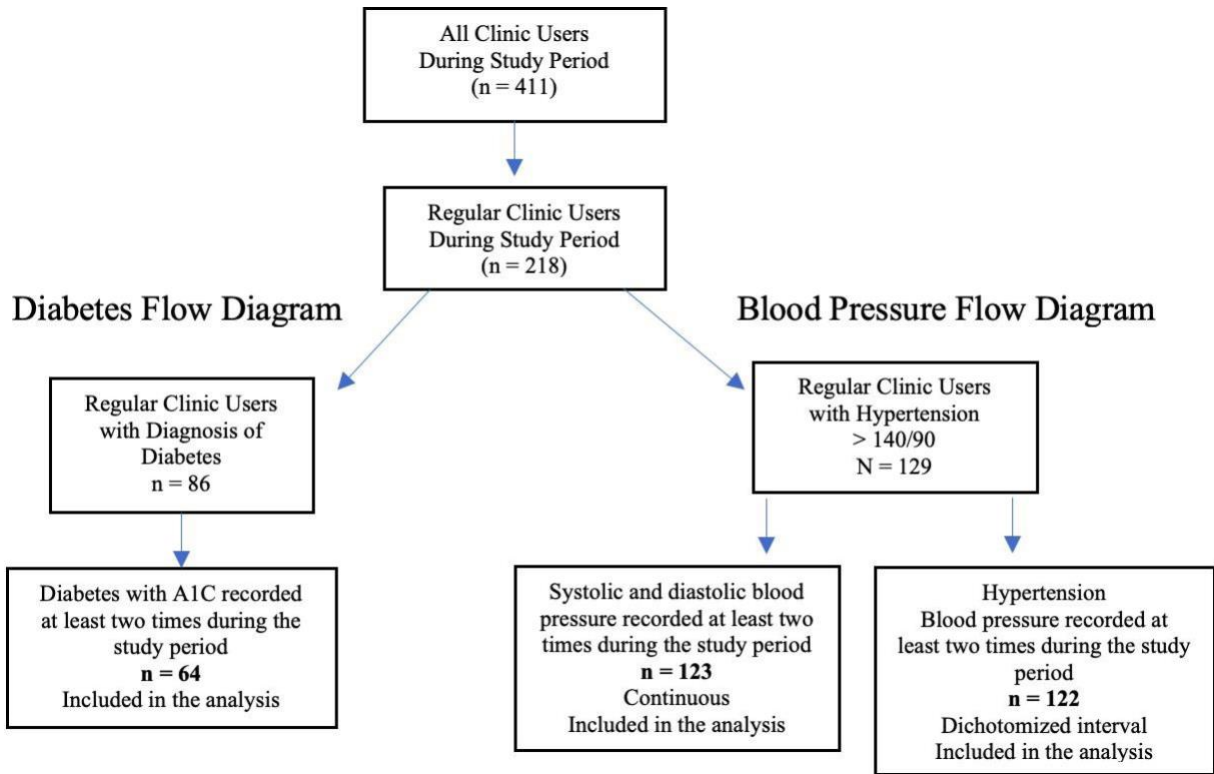 All Clinic Users
During Study Period
(n = 411)
Regular Clinic Users
During Study Period
(n = 218)
Diabetes Flow Diagram
Blood Pressure Flow Diagram
Regular Clinic Users
with Diagnosis of
Diabetes
n = 86
Regular Clinic Users
with Hypertension
> 140/90
N = 129
Diabetes with A1C recorded
at least two times during the
study period
n = 64
Included in the analysis
Systolic and diastolic blood
pressure recorded at least two
times during the study period
n = 123
Continuous
Included in the analysis
Hypertension
Blood pressure recorded at
least two times during the study
period
n = 122
Dichotomized interval
Included in the analysis